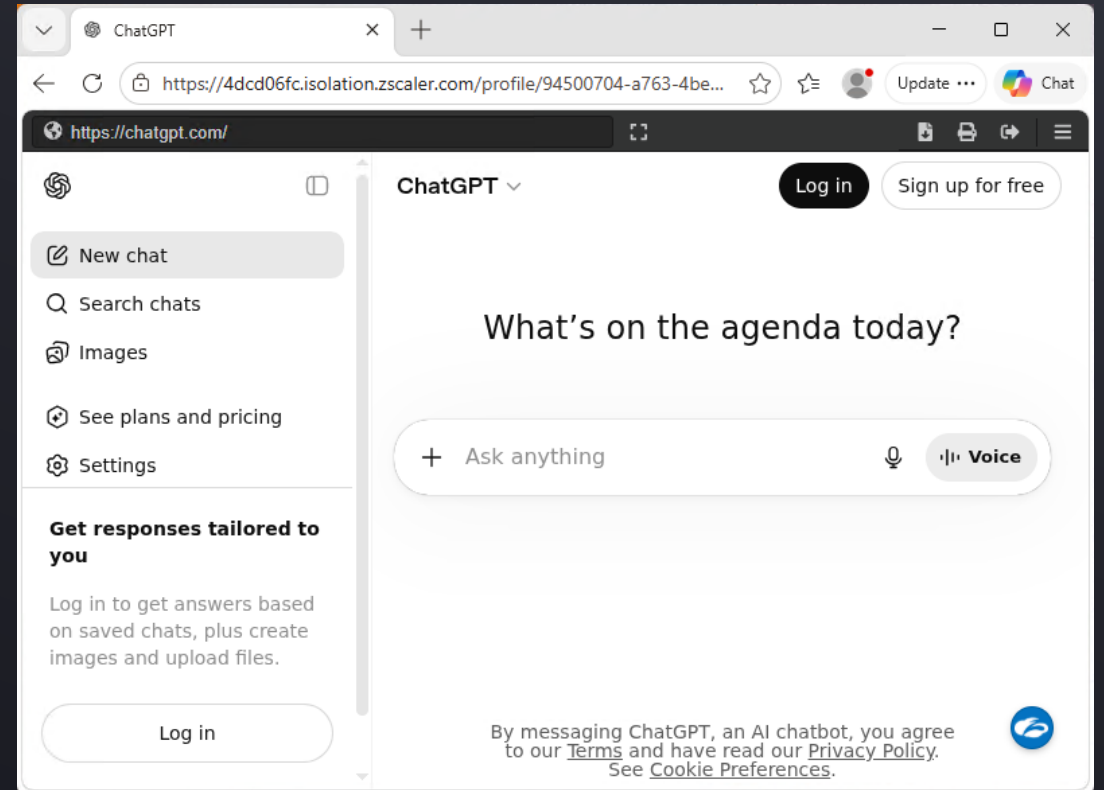 ChatGPT
https://4dcd06fc.isolation.zscaler.com/profile/94500704-a763-4be...
Update
Chat
https://chatgpt.com/
ChatGPT
Log in
Sign up for free
New chat
Search chats
Images
See plans and pricing
Settings
Get responses tailored to
you
Log in to get answers based
on saved chats, plus create
images and upload files.
Log in
What’s on the agenda today?
Ask anything
Voice
By messaging ChatGPT, an AI chatbot, you agree
to our Terms and have read our Privacy Policy.
See Cookie Preferences.